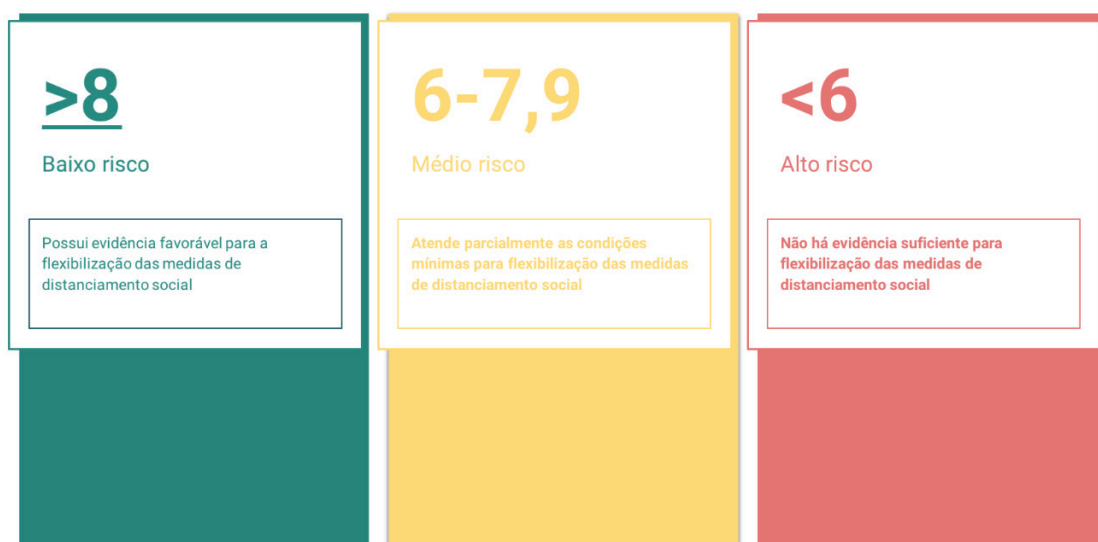 >8
Baixo risco
Possui evidência favorável para a
flexibilização das medidas de
distanciamento social
6-7,9
Médio risco
Atende parcialmente as condições
mínimas para flexibilização das medidas
de distanciamento social
<6
Alto risco
Não há evidência suficiente para
flexibilização das medidas de
distanciamento social